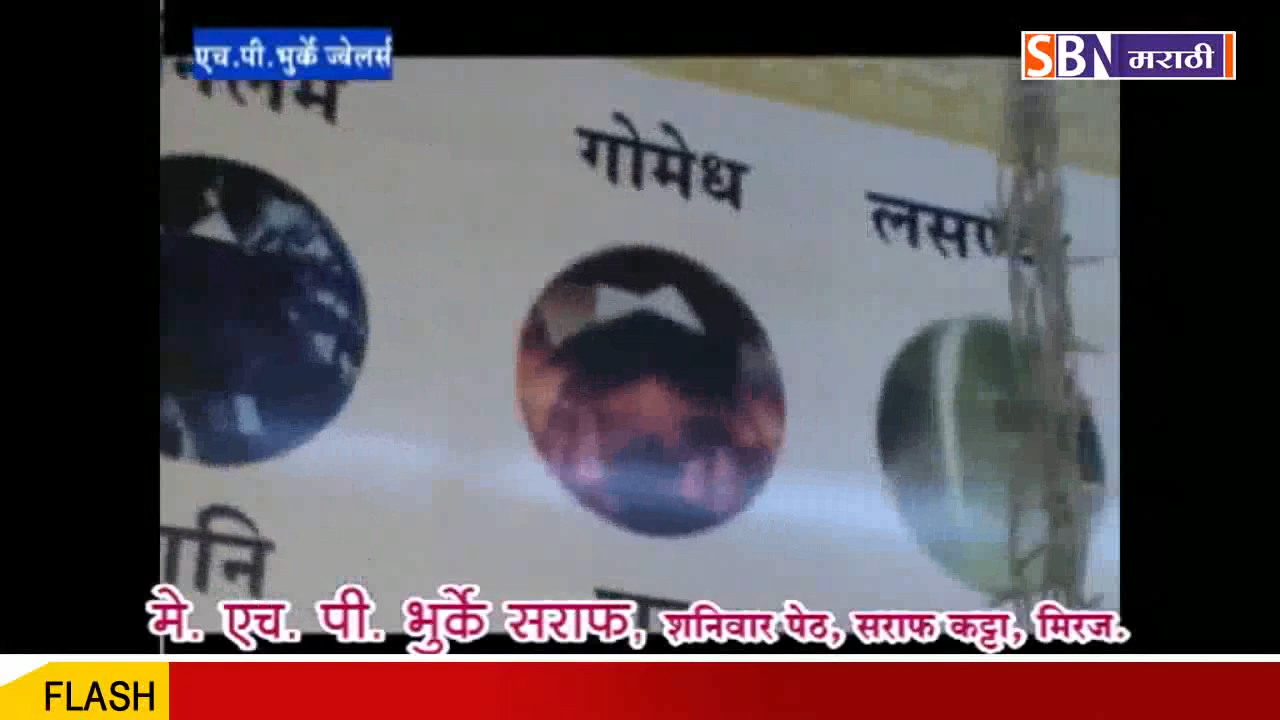 एच.पी.भुर्के ज्वेलर्स
SBN मराठी
गोमेध
मे. एच. पी. भुर्के सराफ, शनिवार पेठ, सराफ कट्टा, मिरज.
FLASH